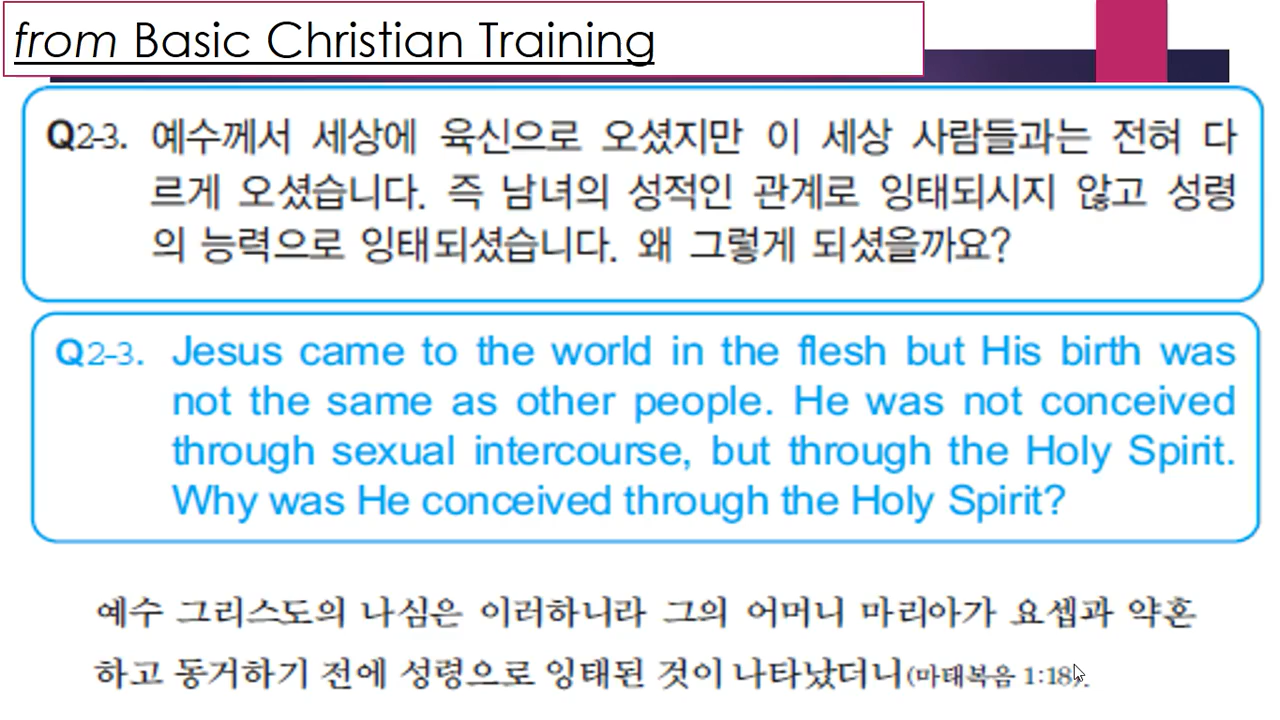 from Basic Christian Training
Q2-3. 예수께서 세상에 육신으로 오셨지만 이 세상 사람들과는 전혀 다
르게 오셨습니다. 즉 남녀의 성적인 관계로 잉태되시지 않고 성령
의 능력으로 잉태되셨습니다. 왜 그렇게 되셨을까요?
Q2-3. Jesus came to the world in the flesh but His birth was
not the same as other people. He was not conceived
through sexual intercourse, but through the Holy Spirit.
Why was He conceived through the Holy Spirit?
예수 그리스도의 나심은 이러하니라 그의 어머니 마리아가 요셉과 약혼
하고 동거하기 전에 성령으로 잉태된 것이 나타났더니(마태복음 1:18).